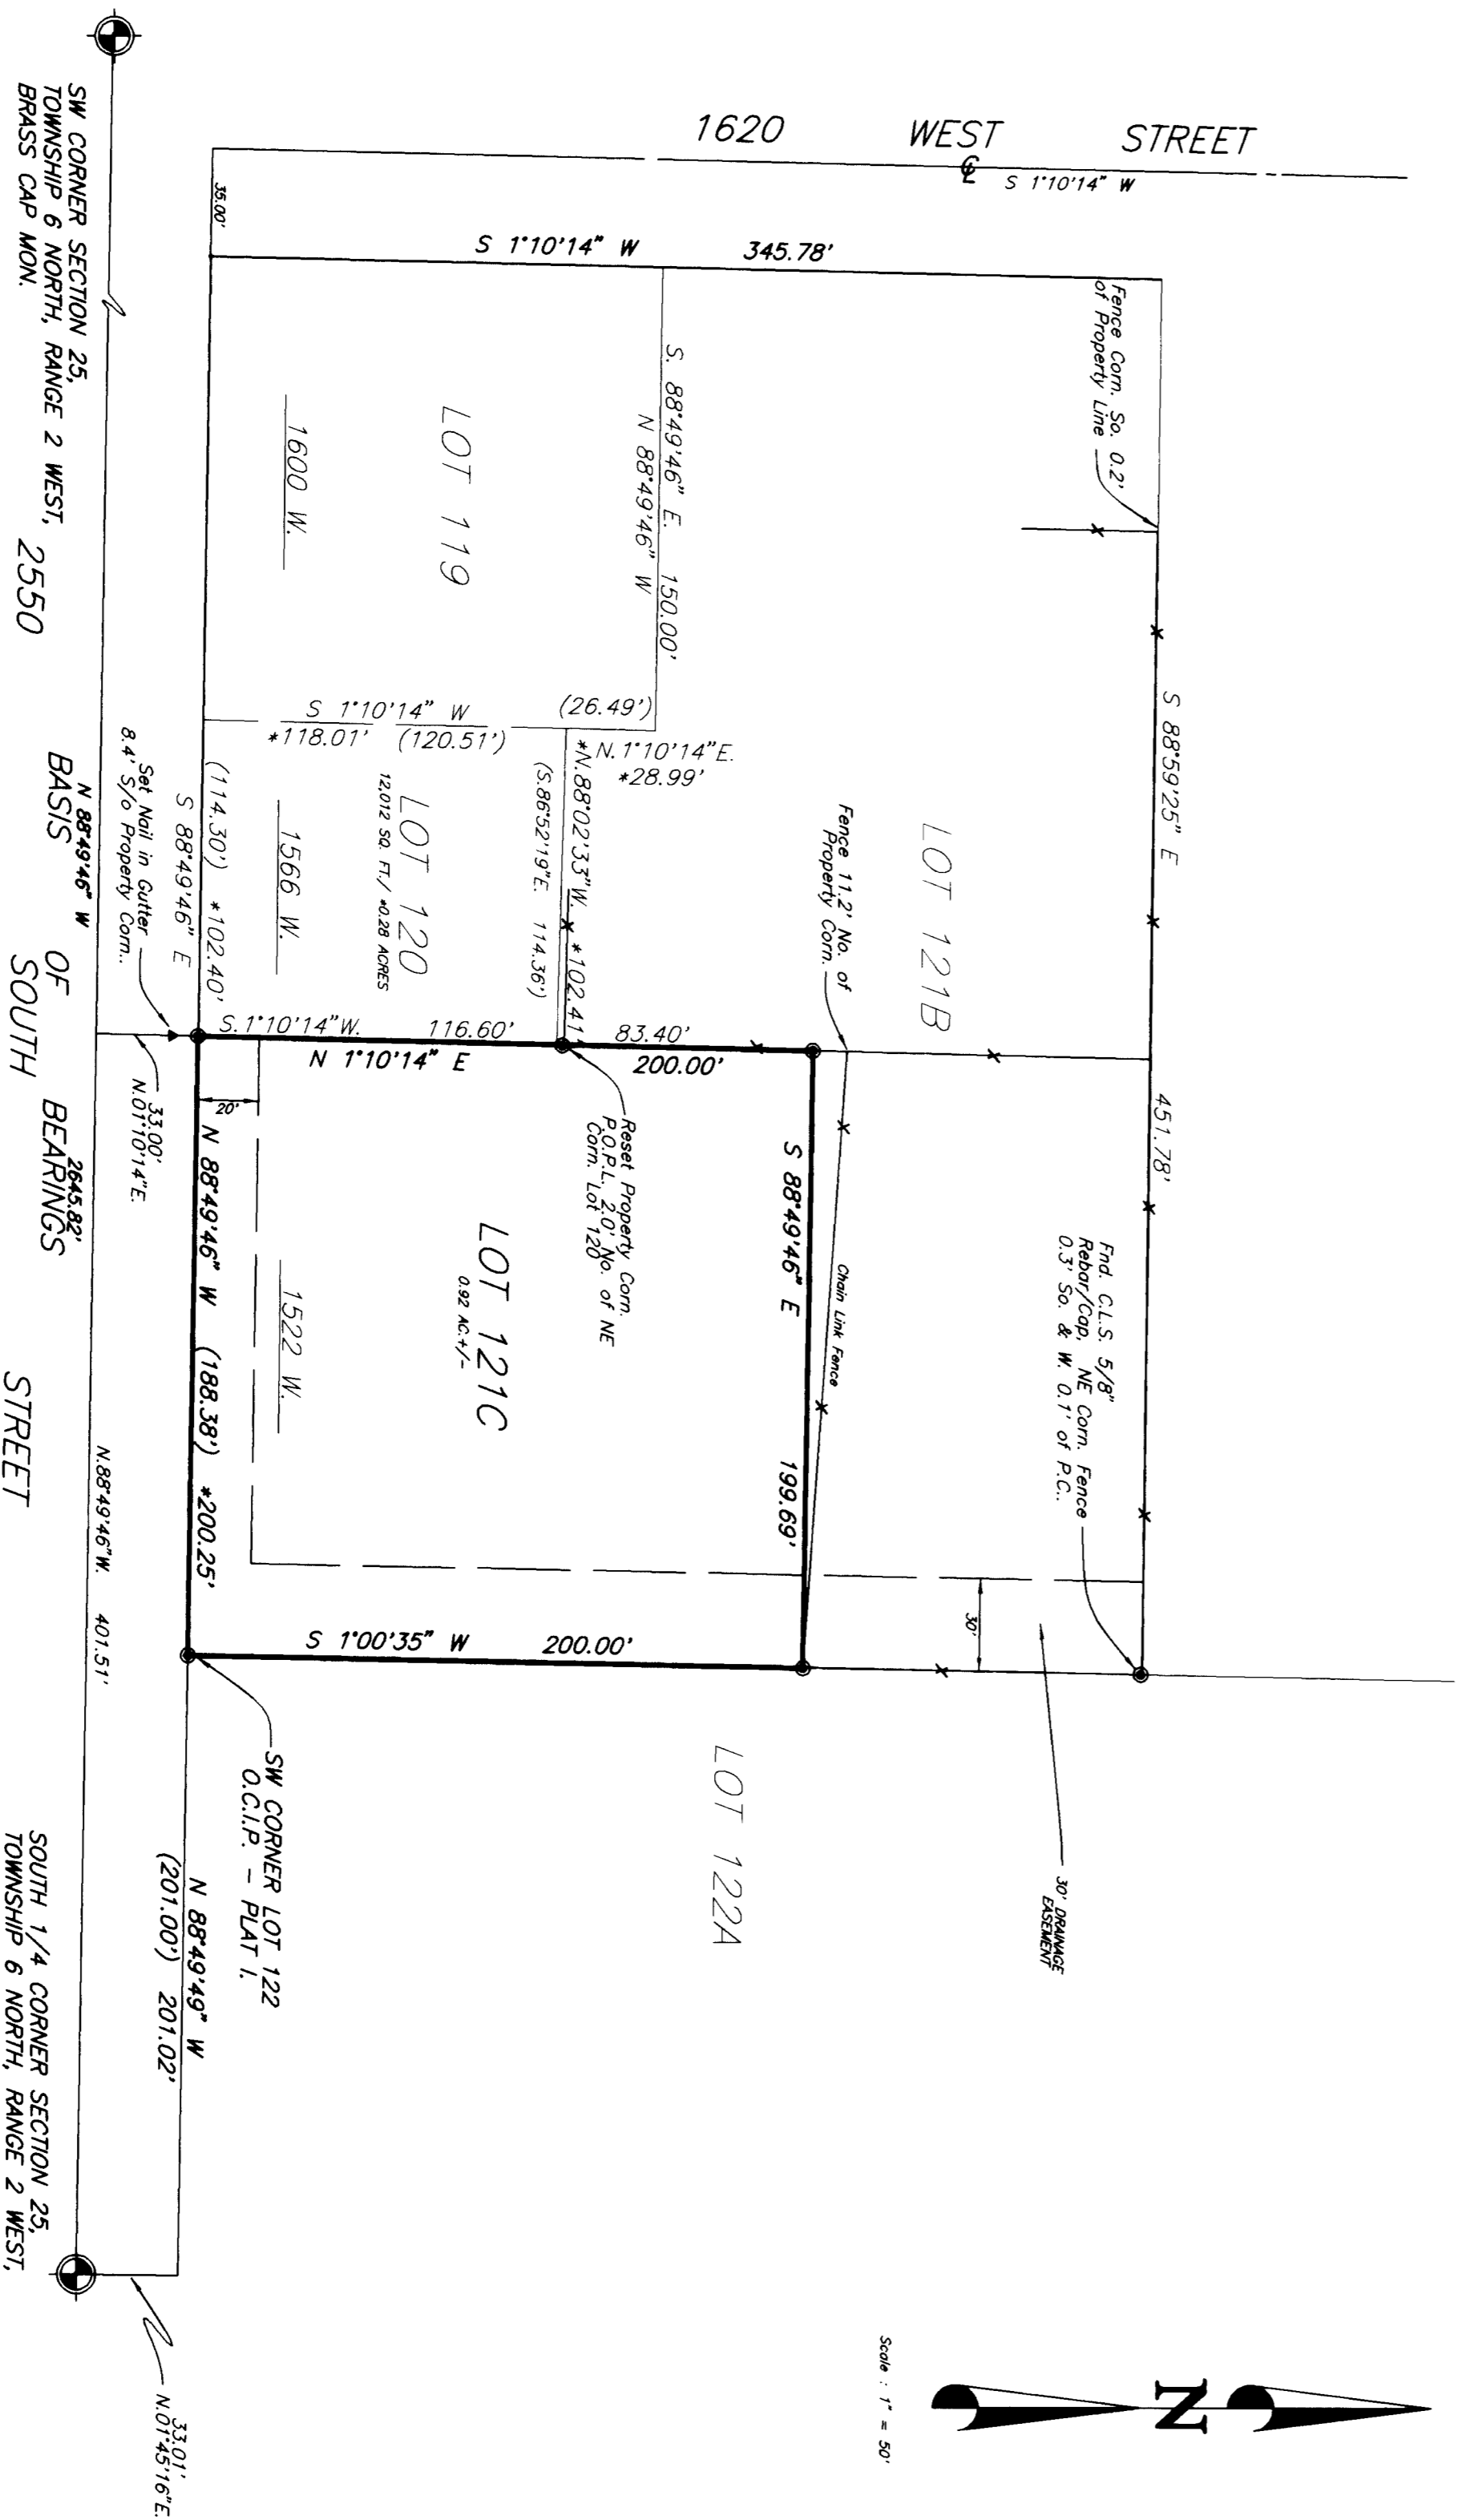 1620 WEST STREET
℄ S 1°10'14" W
35.00'
S 1°10'14" W 345.78'
Fence Corn. So. 0.2'
of Property Line
S 88°59'25" E 451.78'
S. 88°49'46" E. 150.00'
N 88°49'46" W
LOT 119
1600 W.
S 1°10'14" W (26.49')
*118.01' (120.51')
*N. 1°10'14"E.
*28.99'
*N.88°02'33"W. *102.41'
(S.86°52'19"E. 114.36')
LOT 120
12,012 SQ. FT./ *0.28 ACRES
1566 W.
(114.30') *102.40'
S 88°49'46" E
Set Nail in Gutter
8.4' S/o Property Corn..
LOT 121B
Fence 11.2' No. of
Property Corn.
S. 1°10'14"W. 116.60' 83.40'
N 1°10'14" E 200.00'
20'
33.00'
N.01°10'14"E.
Reset Property Corn.
P.O.P.L. 2.0' No. of NE
Corn. Lot 120
S 88°49'46" E 199.69'
Chain Link Fence
Fnd. C.L.S. 5/8"
Rebar/Cap, NE Corn. Fence
0.3' So. & W. 0.1' of P.C..
LOT 121C
0.92 AC.+/-
1522 W.
N 88°49'46" W (188.38') *200.25'
S 1°00'35" W 200.00'
30'
30' DRAINAGE
EASEMENT
LOT 122A
SW CORNER LOT 122
O.C.I.P. - PLAT 1.
N 88°49'49" W
(201.00') 201.02'
N.88°49'46"W. 401.51'
33.01'
N.01°45'16"E.
SW CORNER SECTION 25,
TOWNSHIP 6 NORTH, RANGE 2 WEST,
BRASS CAP MON.
N 88°49'46" W 2645.82'
BASIS OF BEARINGS
2550 SOUTH STREET
SOUTH 1/4 CORNER SECTION 25,
TOWNSHIP 6 NORTH, RANGE 2 WEST,
N
Scale : 1" = 50'